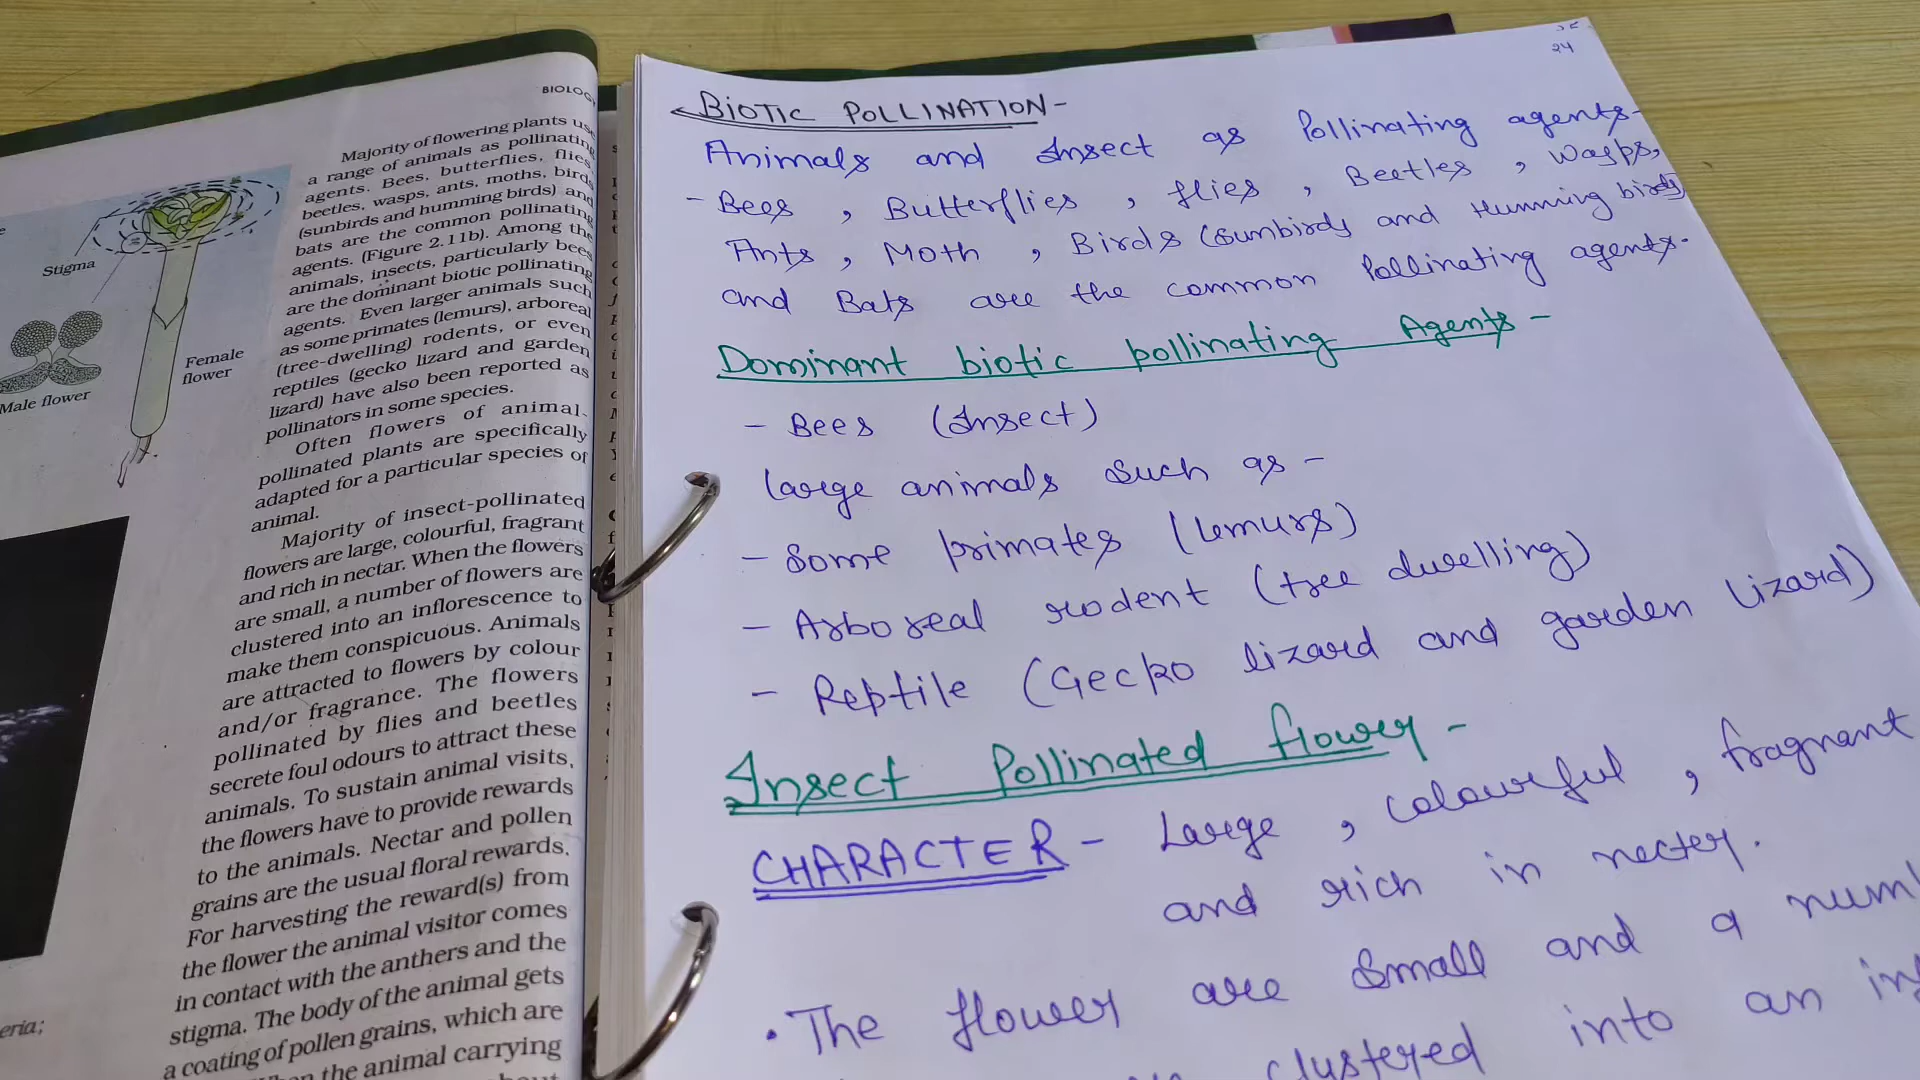 BIOLOGY
Majority of flowering plants use
a range of animals as pollinating
agents. Bees, butterflies, flies,
beetles, wasps, ants, moths, birds
(sunbirds and humming birds) and
bats are the common pollinating
agents. (Figure 2.11b). Among the
animals, insects, particularly bees
are the dominant biotic pollinating
agents. Even larger animals such
as some primates (lemurs), arboreal
(tree-dwelling) rodents, or even
reptiles (gecko lizard and garden
lizard) have also been reported as
pollinators in some species.
Often flowers of animal-
pollinated plants are specifically
adapted for a particular species of
animal.
Majority of insect-pollinated
flowers are large, colourful, fragrant
and rich in nectar. When the flowers
are small, a number of flowers are
clustered into an inflorescence to
make them conspicuous. Animals
are attracted to flowers by colour
and/or fragrance. The flowers
pollinated by flies and beetles
secrete foul odours to attract these
animals. To sustain animal visits,
the flowers have to provide rewards
to the animals. Nectar and pollen
grains are the usual floral rewards.
For harvesting the reward(s) from
the flower the animal visitor comes
in contact with the anthers and the
stigma. The body of the animal gets
a coating of pollen grains, which are
the animal carrying
Stigma
Female
flower
Male flower
eria;
24
BIOTIC POLLINATION-
Animals and Insect as Pollinating agents-
- Bees , Butterflies , flies , Beetles , Wasps,
Ants , Moth , Birds (Sunbirds and Humming birds)
and Bats are the common Pollinating agents.
Dominant biotic pollinating Agents-
- Bees (Insect)
large animals such as -
- Some primates (lemurs)
- Arboreal rodent (tree dwelling)
- Reptile (Gecko lizard and garden lizard)
Insect Pollinated flower -
CHARACTER - Large , colourful , fragnant
and rich in necter.
• The flower are small and a num
clustered into an inf